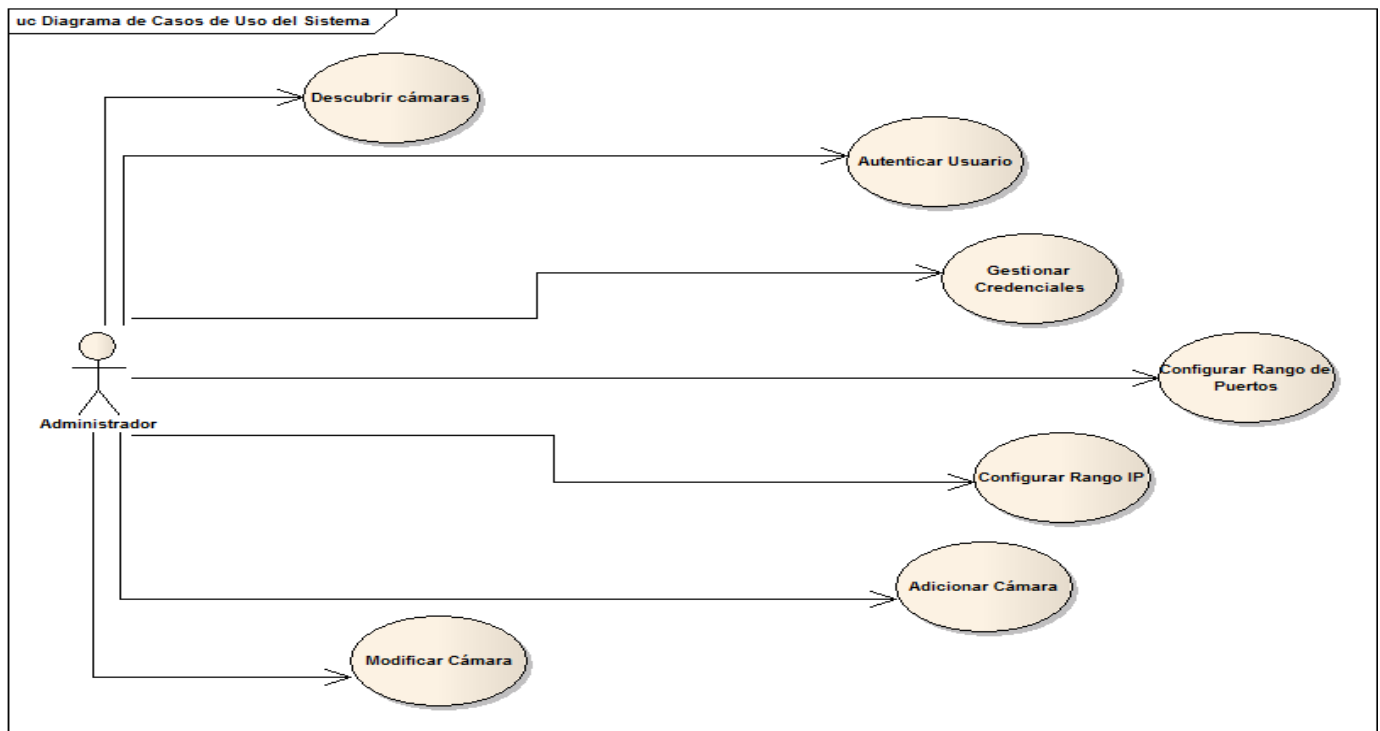 uc Diagrama de Casos de Uso del Sistema
Descubrir cámaras
Autenticar Usuario
Gestionar
Credenciales
Configurar Rango de
Puertos
Administrador
Configurar Rango IP
Adicionar Cámara
Modificar Cámara